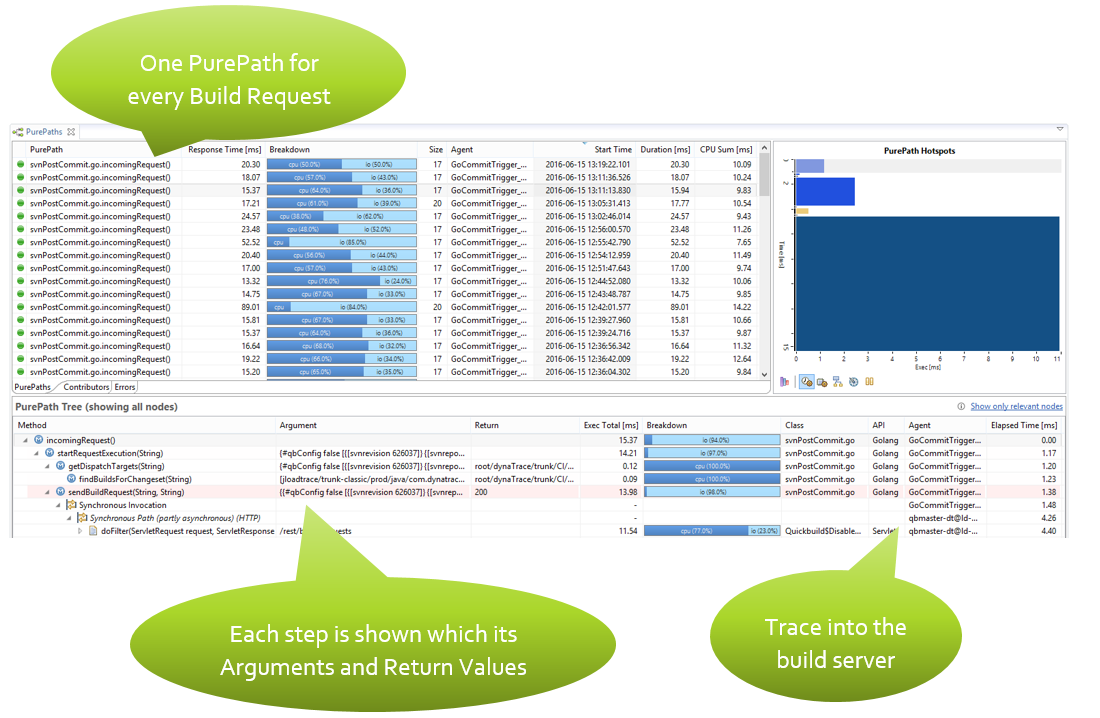 One PurePath for
every Build Request
PurePaths
PurePath Response Time [ms] Breakdown Size Agent Start Time Duration [ms] CPU Sum [ms]
svnPostCommit.go.incomingRequest() 20.30 cpu (50.0%) io (50.0%) 17 GoCommitTrigger_... 2016-06-15 13:19:22.101 20.30 10.09
svnPostCommit.go.incomingRequest() 18.07 cpu (57.0%) io (43.0%) 17 GoCommitTrigger_... 2016-06-15 13:11:36.526 18.07 10.24
svnPostCommit.go.incomingRequest() 15.37 cpu (64.0%) io (36.0%) 17 GoCommitTrigger_... 2016-06-15 13:11:13.830 15.94 9.83
svnPostCommit.go.incomingRequest() 17.21 cpu (61.0%) io (39.0%) 20 GoCommitTrigger_... 2016-06-15 13:05:31.413 17.77 10.54
svnPostCommit.go.incomingRequest() 24.57 cpu (38.0%) io (62.0%) 17 GoCommitTrigger_... 2016-06-15 13:02:46.014 24.57 9.43
svnPostCommit.go.incomingRequest() 23.48 cpu (48.0%) io (52.0%) 17 GoCommitTrigger_... 2016-06-15 12:56:00.570 23.48 11.26
svnPostCommit.go.incomingRequest() 52.52 cpu io (85.0%) 17 GoCommitTrigger_... 2016-06-15 12:55:42.790 52.52 7.65
svnPostCommit.go.incomingRequest() 20.40 cpu (56.0%) io (44.0%) 17 GoCommitTrigger_... 2016-06-15 12:54:12.959 20.40 11.49
svnPostCommit.go.incomingRequest() 17.00 cpu (57.0%) io (43.0%) 17 GoCommitTrigger_... 2016-06-15 12:51:47.643 17.00 9.74
svnPostCommit.go.incomingRequest() 13.32 cpu (76.0%) io (24.0%) 17 GoCommitTrigger_... 2016-06-15 12:44:52.080 13.32 10.06
svnPostCommit.go.incomingRequest() 14.75 cpu (67.0%) io (33.0%) 17 GoCommitTrigger_... 2016-06-15 12:43:48.787 14.75 9.85
svnPostCommit.go.incomingRequest() 89.01 cpu io (84.0%) 20 GoCommitTrigger_... 2016-06-15 12:42:01.577 89.01 14.22
svnPostCommit.go.incomingRequest() 15.81 cpu (67.0%) io (33.0%) 17 GoCommitTrigger_... 2016-06-15 12:40:18.128 15.81 10.66
svnPostCommit.go.incomingRequest() 15.37 cpu (64.0%) io (36.0%) 17 GoCommitTrigger_... 2016-06-15 12:39:24.716 15.37 9.87
svnPostCommit.go.incomingRequest() 16.64 cpu (68.0%) io (32.0%) 17 GoCommitTrigger_... 2016-06-15 12:36:56.342 16.64 11.32
svnPostCommit.go.incomingRequest() 19.22 cpu (66.0%) io (34.0%) 17 GoCommitTrigger_... 2016-06-15 12:36:42.009 19.22 12.64
svnPostCommit.go.incomingRequest() 15.20 cpu (65.0%) io (35.0%) 17 GoCommitTrigger_... 2016-06-15 12:36:04.302 15.20 9.84
PurePaths Contributors Errors
PurePath Hotspots
2
15
Time [ms]
0 1 2 3 4 5 6 7 8 9 10 11
Exec [ms]
PurePath Tree (showing all nodes) Show only relevant nodes
Method Argument Return Exec Total [ms] Breakdown Class API Agent Elapsed Time [ms]
incomingRequest() 15.37 io (94.0%) svnPostCommit.go Golang GoCommitTrigger... 0.00
startRequestExecution(String) {#qbConfig false [{[svnrevision 626037]} {[svnrepo... 14.21 io (97.0%) svnPostCommit.go Golang GoCommitTrigger... 1.17
getDispatchTargets(String) root/dynaTrace/trunk/CI/... 0.12 cpu (100.0%) svnPostCommit.go Golang GoCommitTrigger... 1.20
findBuildsForChangeset(String) [jloadtrace/trunk-classic/prod/java/com.dynatrac... root/dynaTrace/trunk/CI/... 0.09 cpu (100.0%) svnPostCommit.go Golang GoCommitTrigger... 1.23
sendBuildRequest(String, String) {{#qbConfig false [{[svnrevision 626037]} {[svnrep... 200 13.98 io (98.0%) svnPostCommit.go Golang GoCommitTrigger... 1.38
Synchronous Invocation - GoCommitTrigger... 1.48
Synchronous Path (partly asynchronous) (HTTP) - qbmaster-dt@ld-... 4.26
doFilter(ServletRequest request, ServletResponse 11.54 cpu (77.0%) io (23.0%) Quickbuild$Disable... qbmaster-dt@ld-... 4.40
Each step is shown which its
Arguments and Return Values
Trace into the
build server